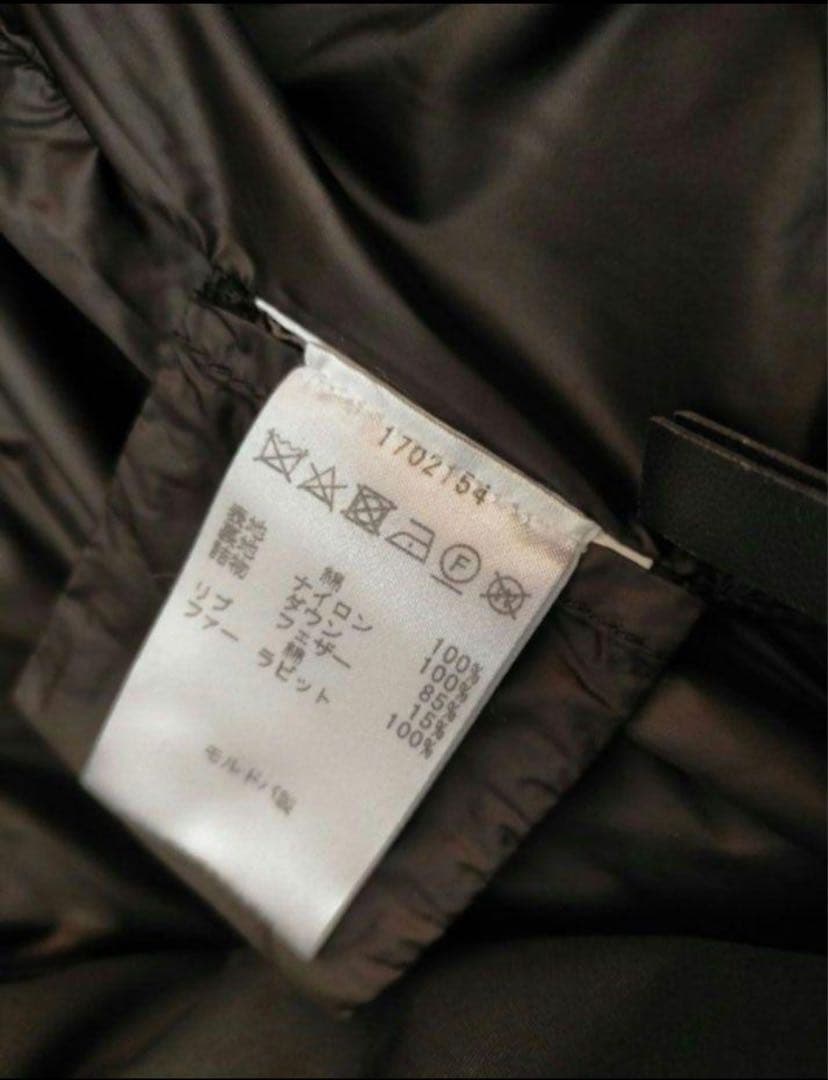 1702154
F
表地 綿 100%
裏地 ナイロン 100%
詰物 ダウン 85%
フェザー 15%
リブ 綿 100%
ファー ラビット
モルドバ製